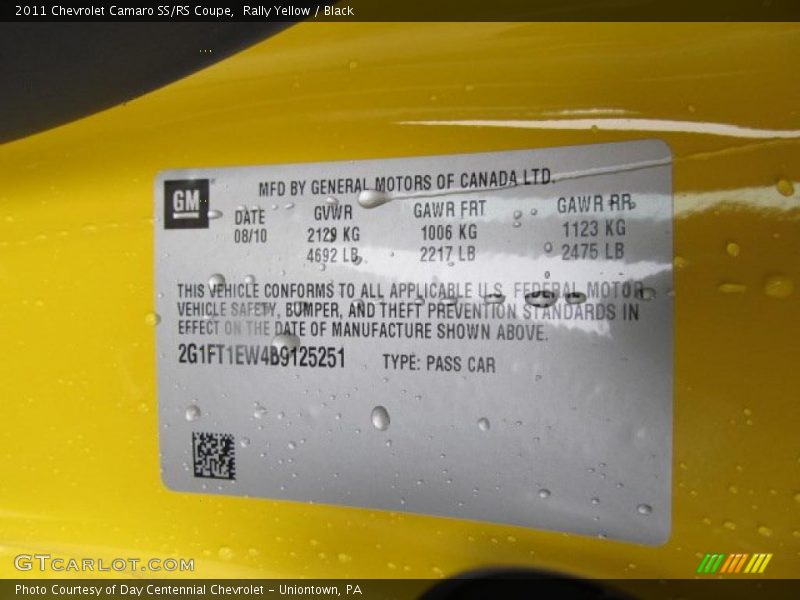 2011 Chevrolet Camaro SS/RS Coupe, Rally Yellow / Black
GM
MFD BY GENERAL MOTORS OF CANADA LTD.
DATE GVWR GAWR FRT GAWR RR
08/10 2129 KG 1006 KG 1123 KG
4692 LB 2217 LB 2475 LB
THIS VEHICLE CONFORMS TO ALL APPLICABLE U.S. FEDERAL MOTOR
VEHICLE SAFETY, BUMPER, AND THEFT PREVENTION STANDARDS IN
EFFECT ON THE DATE OF MANUFACTURE SHOWN ABOVE.
2G1FT1EW4B9125251 TYPE: PASS CAR
GTCARLOT.COM
Photo Courtesy of Day Centennial Chevrolet - Uniontown, PA